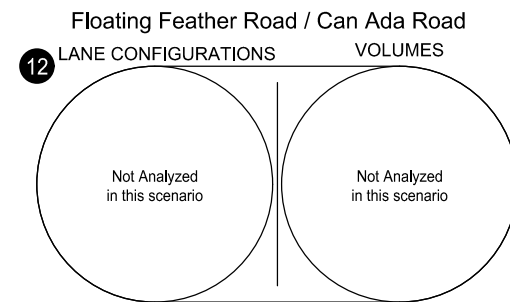 Floating Feather Road / Can Ada Road
12 LANE CONFIGURATIONS VOLUMES
Not Analyzed
in this scenario
Not Analyzed
in this scenario